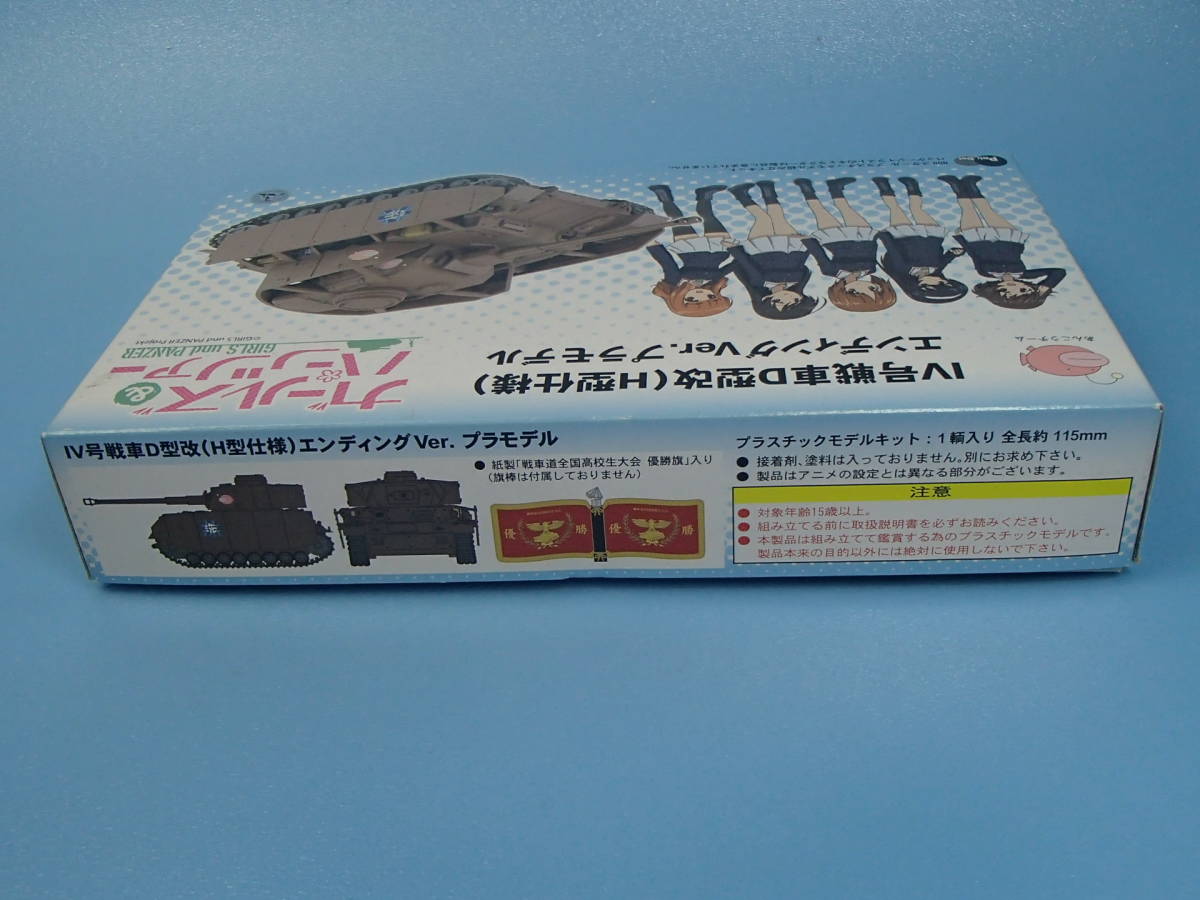 ガールズ&パンツァー
GIRLS und PANZER
©GIRLS und PANZER Projekt
IV号戦車D型改(H型仕様)
エンディングVer.プラモデル
あんこうチーム
IV号戦車D型改(H型仕様)エンディングVer. プラモデル
● 紙製「戦車道全国高校生大会 優勝旗」入り
(旗棒は付属しておりません)
優 勝
優 勝
プラスチックモデルキット:1輌入り 全長約 115mm
● 接着剤、塗料は入っておりません。別にお求め下さい。
● 製品はアニメの設定とは異なる部分がございます。
注意
● 対象年齢15歳以上。
● 組み立てる前に取扱説明書を必ずお読みください。
● 本製品は組み立てて鑑賞する為のプラスチックモデルです。
製品本来の目的以外には絶対に使用しないで下さい。